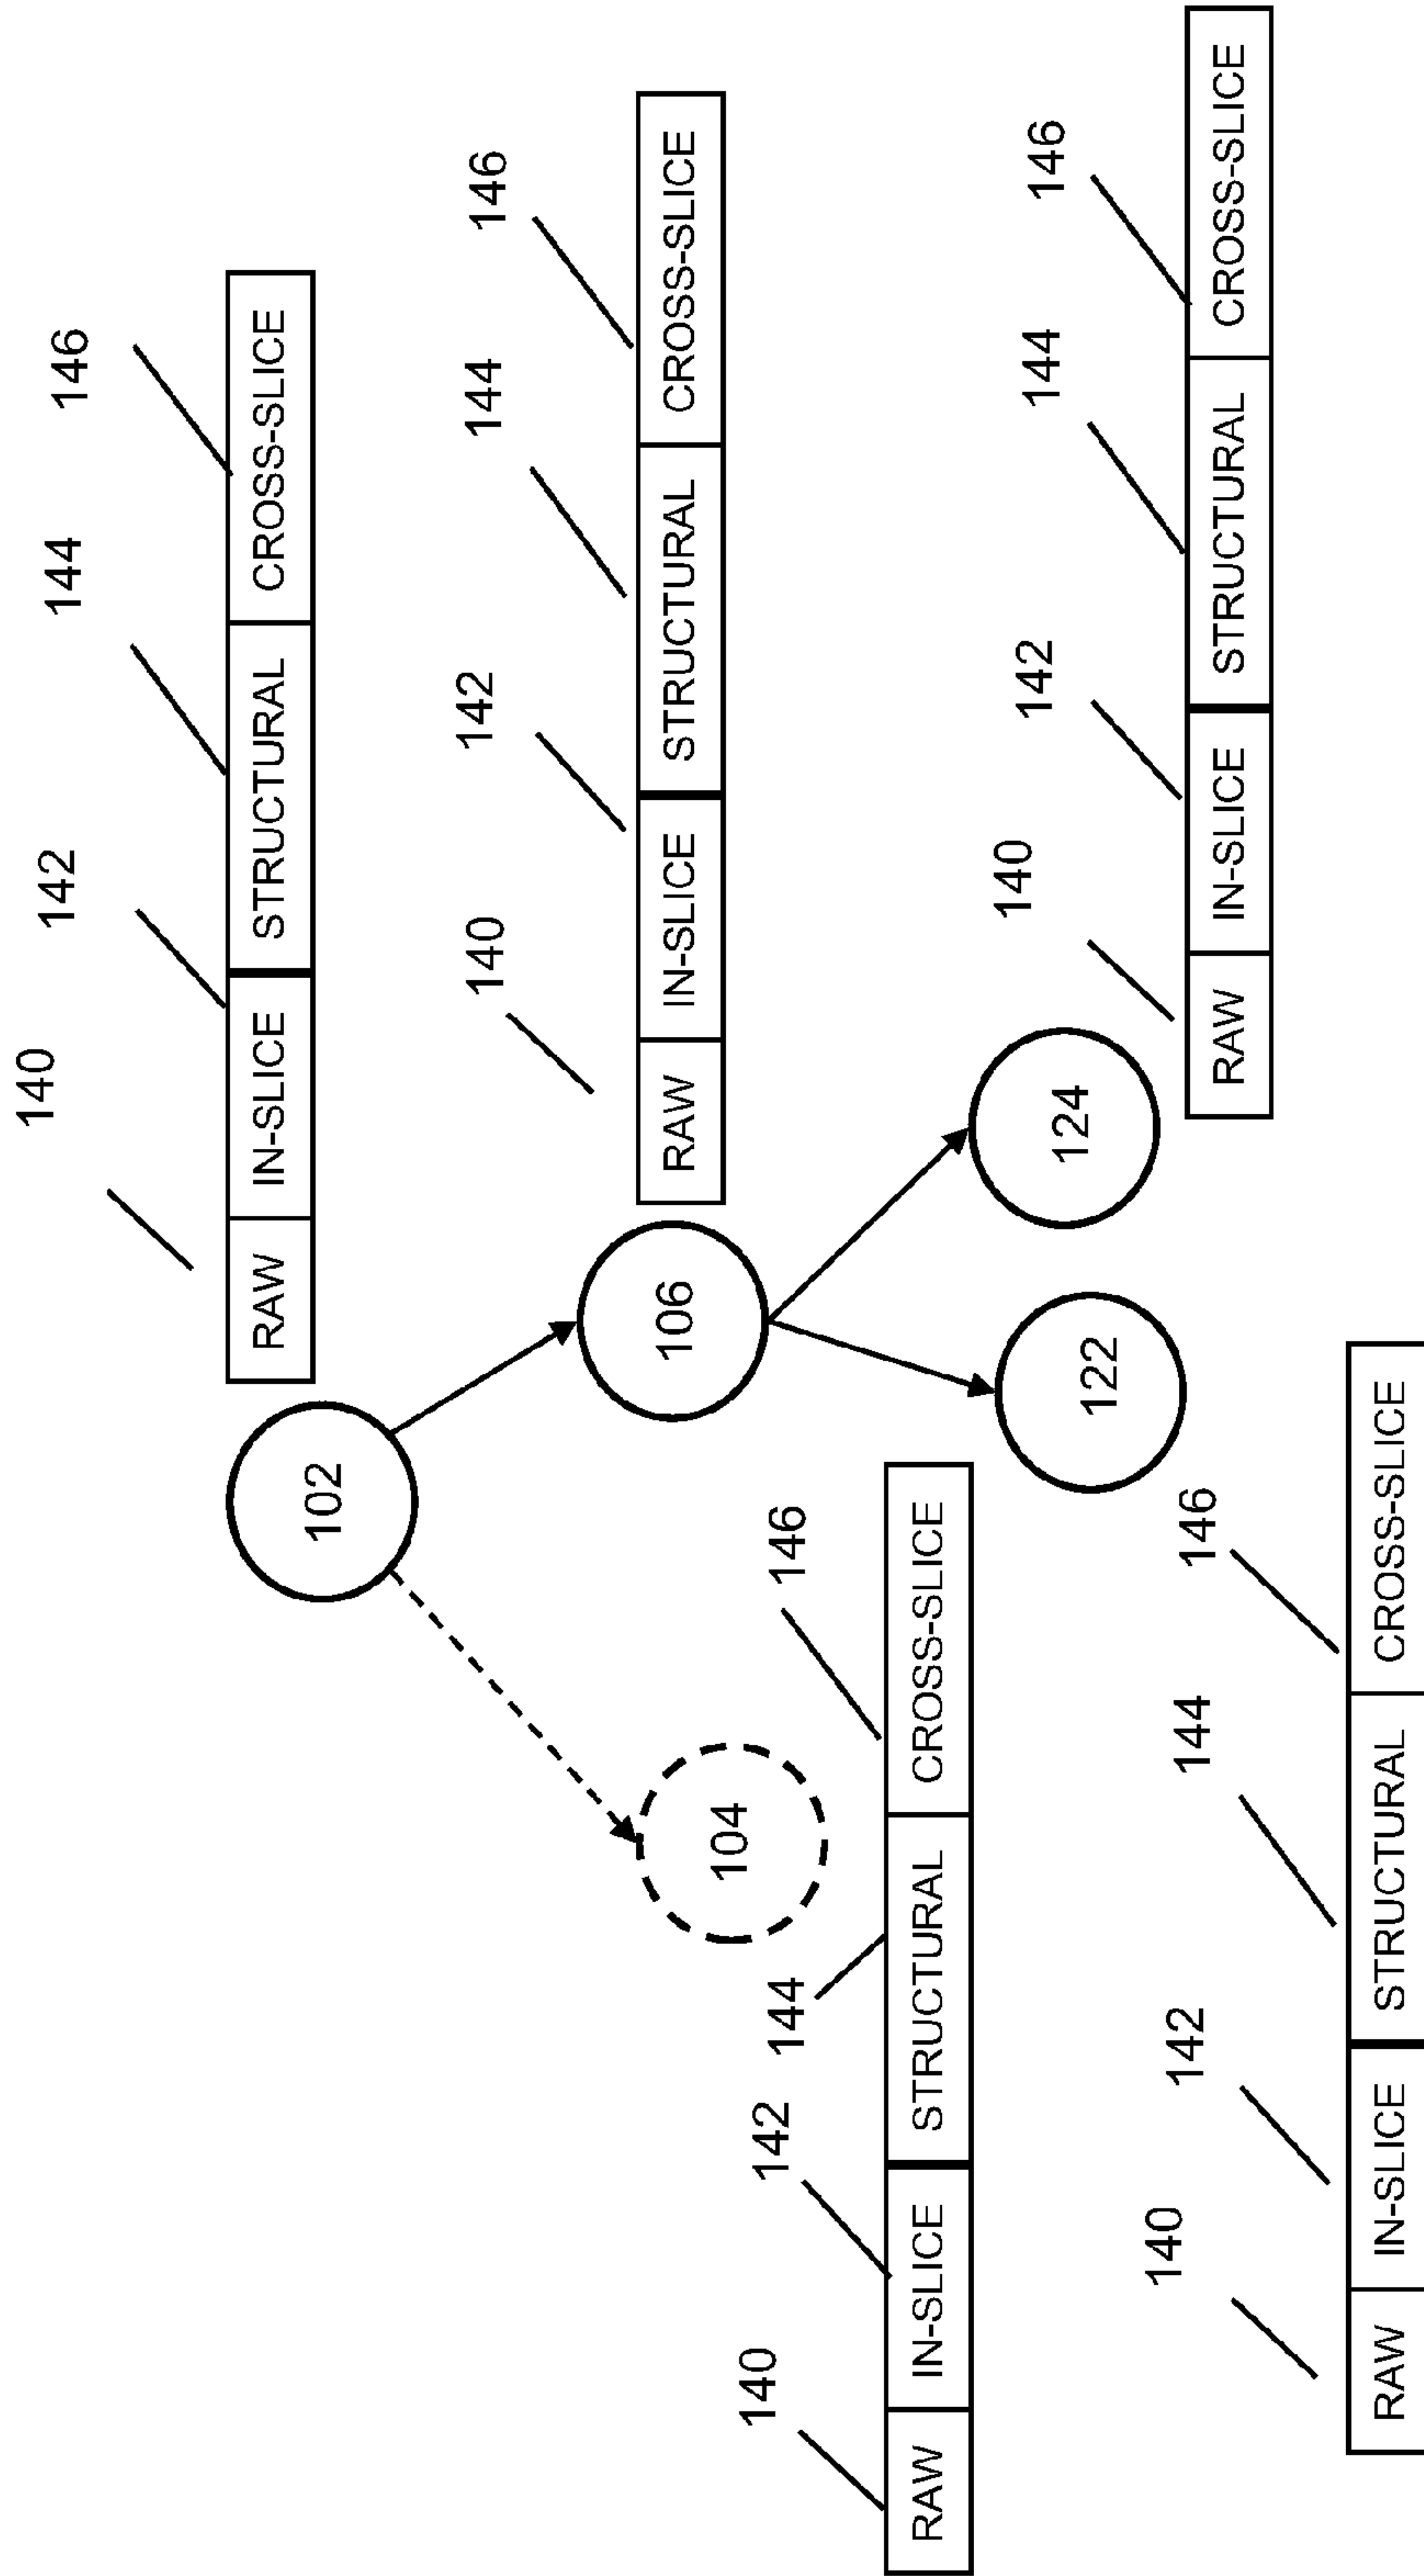 140 142 144 146
RAW IN-SLICE STRUCTURAL CROSS-SLICE
102
140 142 144 146
RAW IN-SLICE STRUCTURAL CROSS-SLICE
106
104
140 142 144 146
RAW IN-SLICE STRUCTURAL CROSS-SLICE
122
124
140 142 144 146
RAW IN-SLICE STRUCTURAL CROSS-SLICE
140 142 144 146
RAW IN-SLICE STRUCTURAL CROSS-SLICE